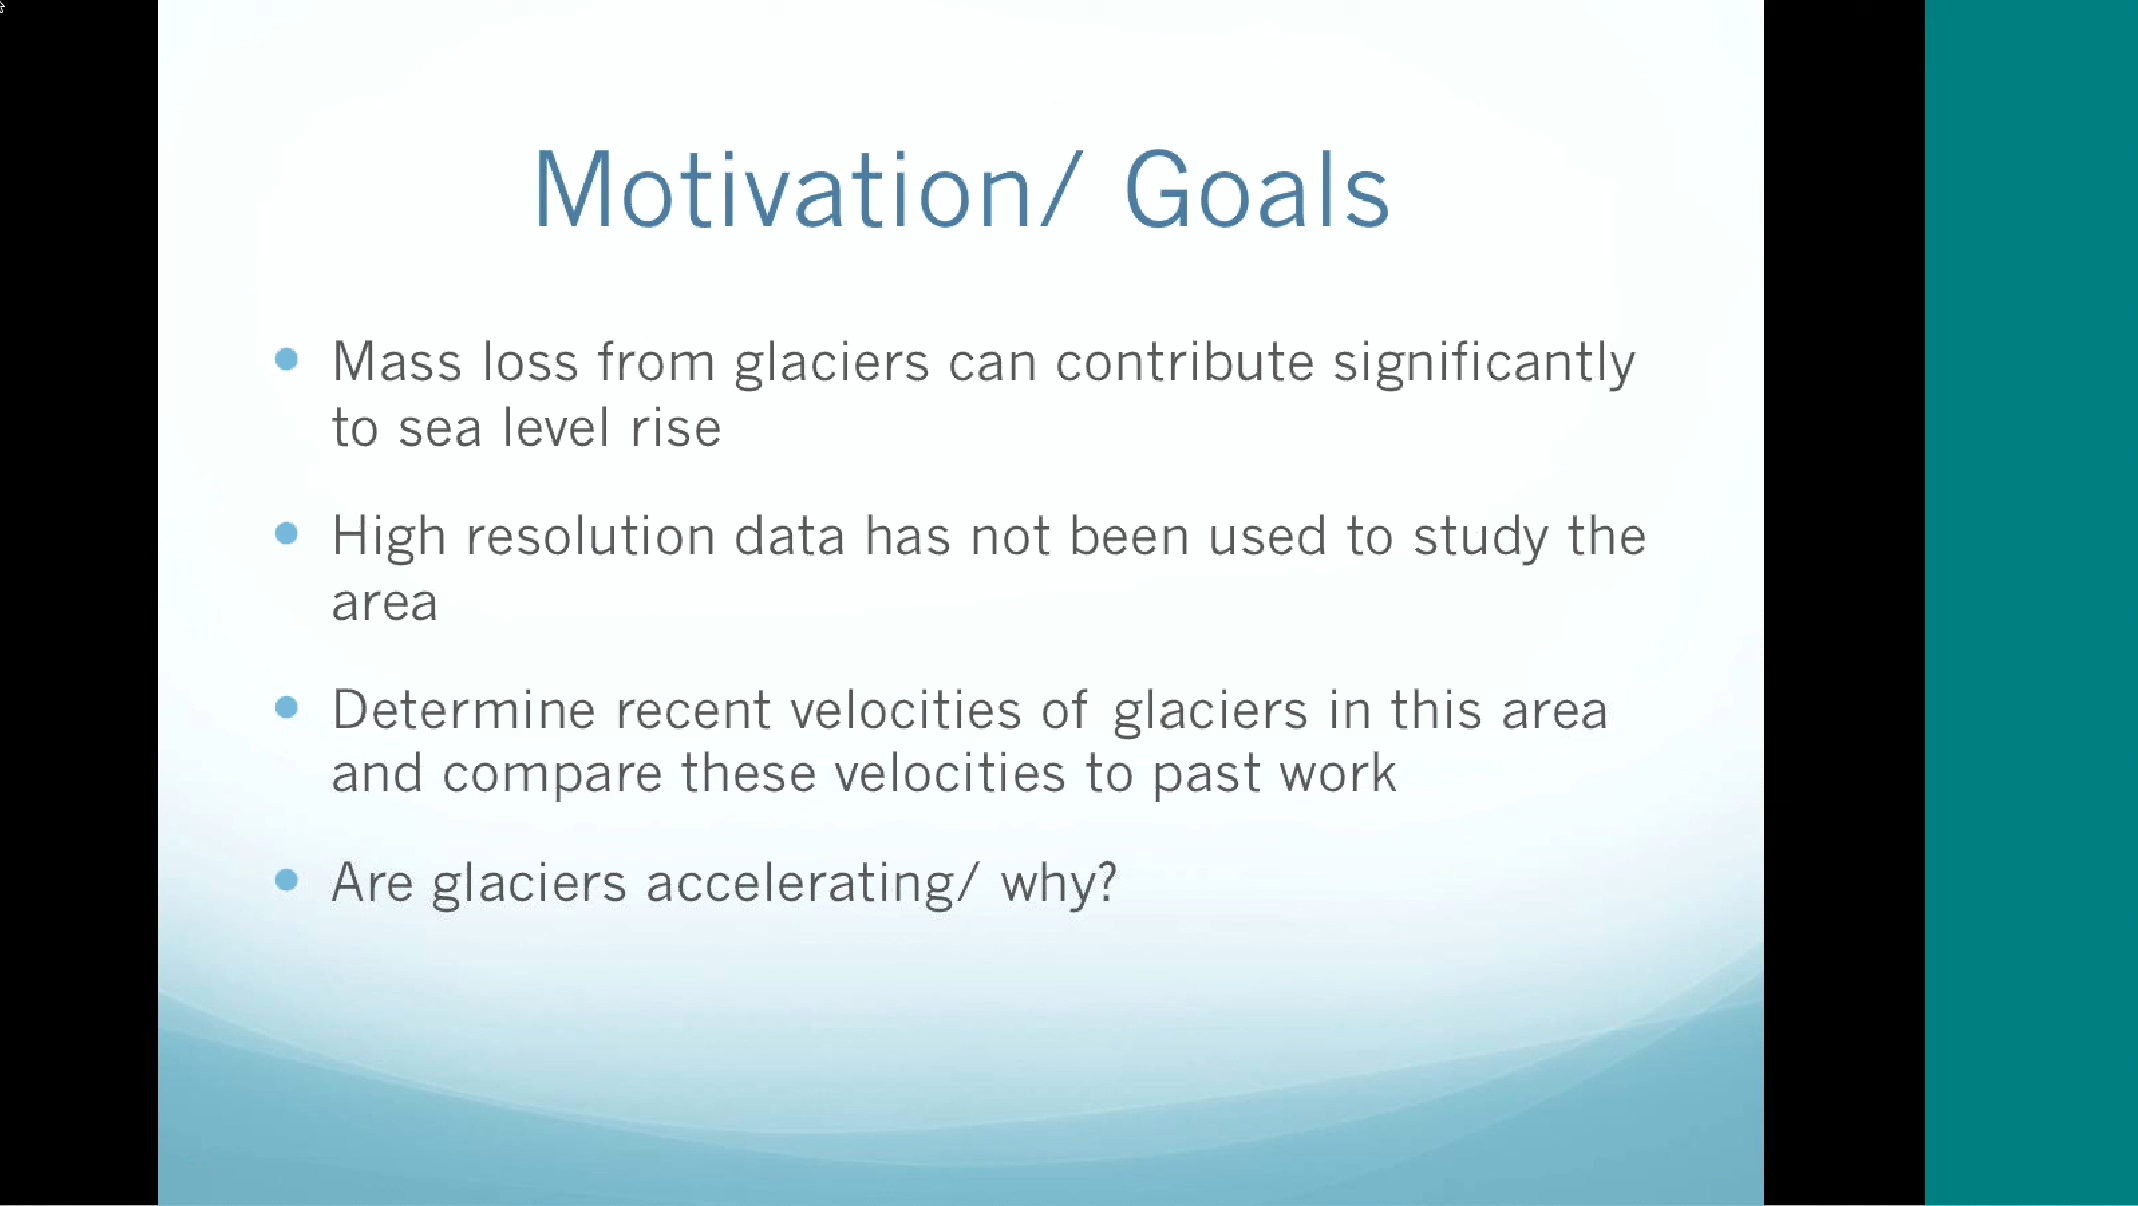 Motivation/ Goals
Mass loss from glaciers can contribute significantly
to sea level rise
High resolution data has not been used to study the
area
Determine recent velocities of glaciers in this area
and compare these velocities to past work
Are glaciers accelerating/ why?